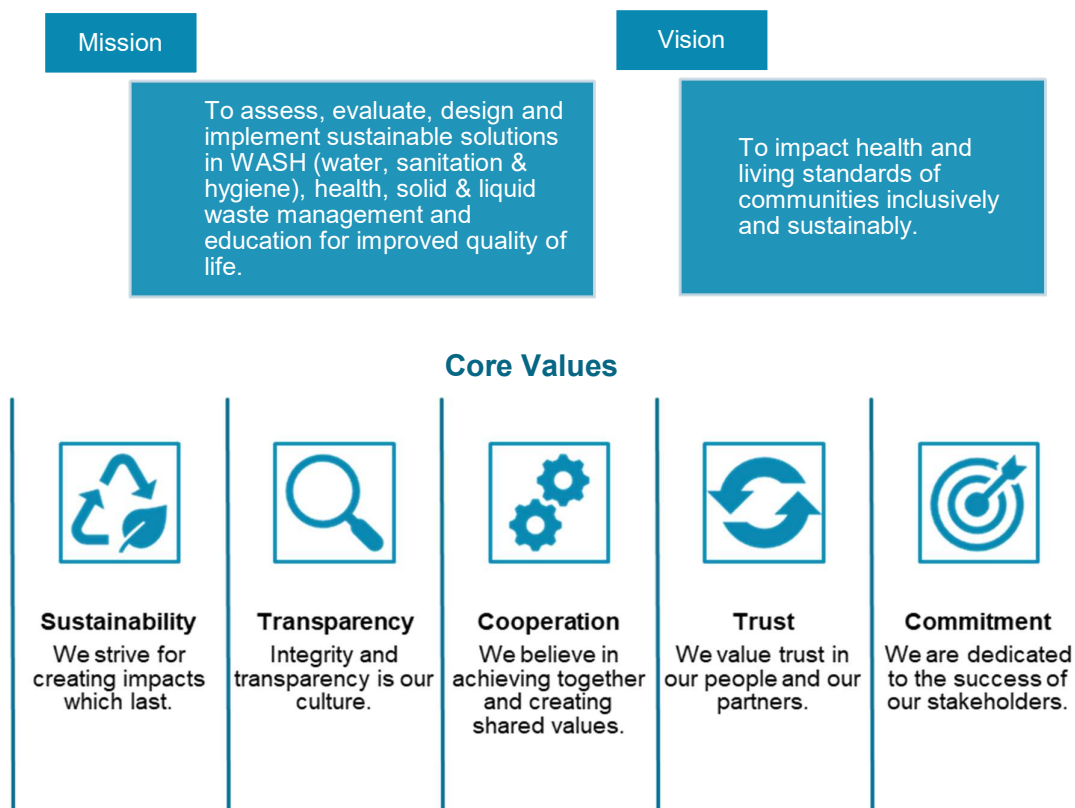 Mission
To assess, evaluate, design and
implement sustainable solutions
in WASH (water, sanitation &
hygiene), health, solid & liquid
waste management and
education for improved quality of
life.
Vision
To impact health and
living standards of
communities inclusively
and sustainably.
Core Values
Sustainability
We strive for
creating impacts
which last.
Transparency
Integrity and
transparency is our
culture.
Cooperation
We believe in
achieving together
and creating
shared values.
Trust
We value trust in
our people and our
partners.
Commitment
We are dedicated
to the success of
our stakeholders.